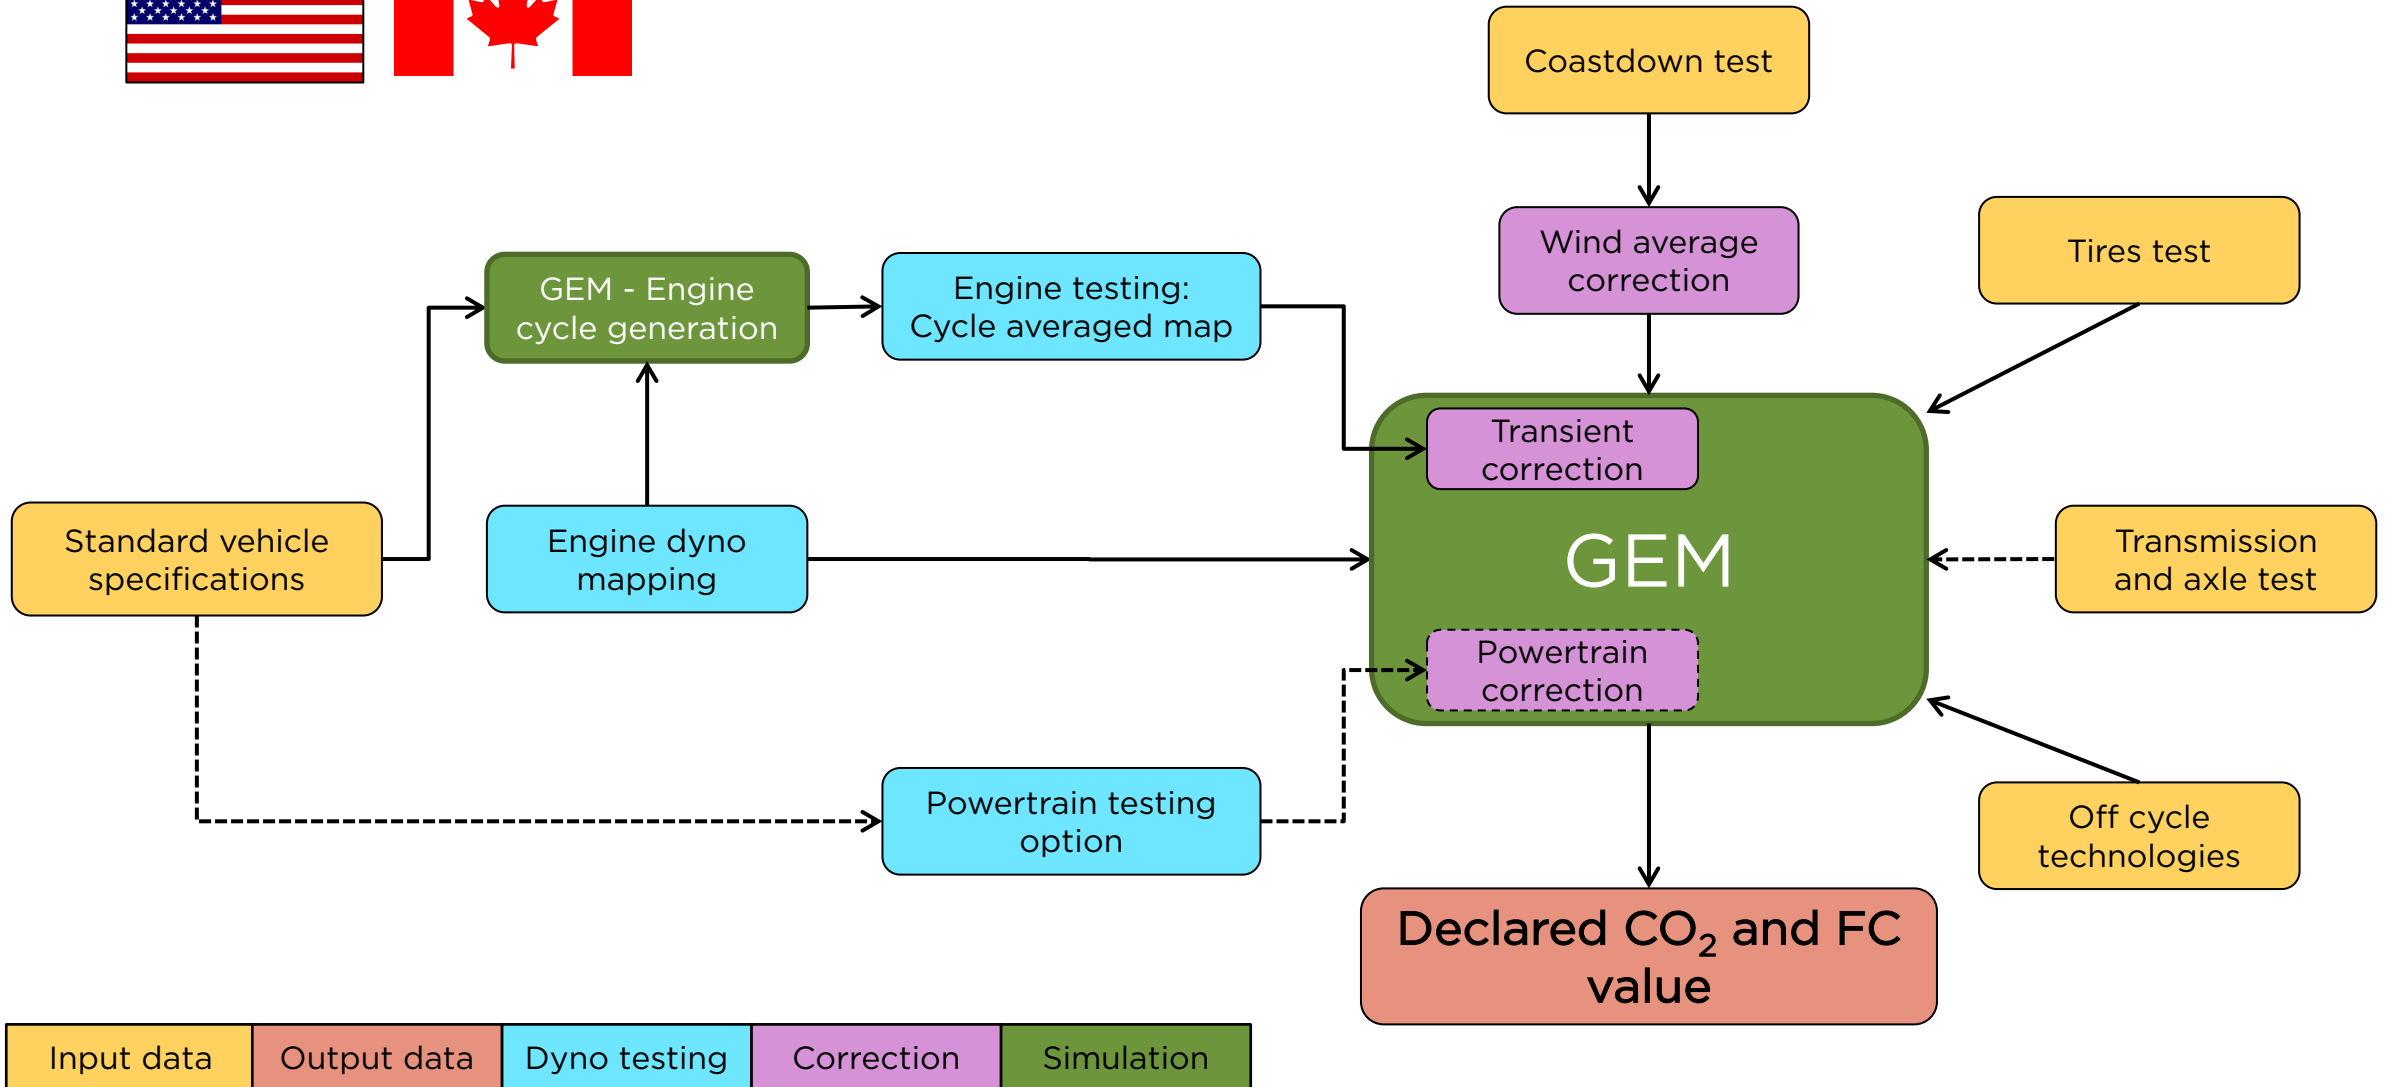 Coastdown test
Wind average
correction
Tires test
GEM - Engine
cycle generation
Engine testing:
Cycle averaged map
Transient
correction
Standard vehicle
specifications
Engine dyno
mapping
GEM
Transmission
and axle test
Powertrain
correction
Powertrain testing
option
Off cycle
technologies
Declared CO₂ and FC
value
Input data
Output data
Dyno testing
Correction
Simulation